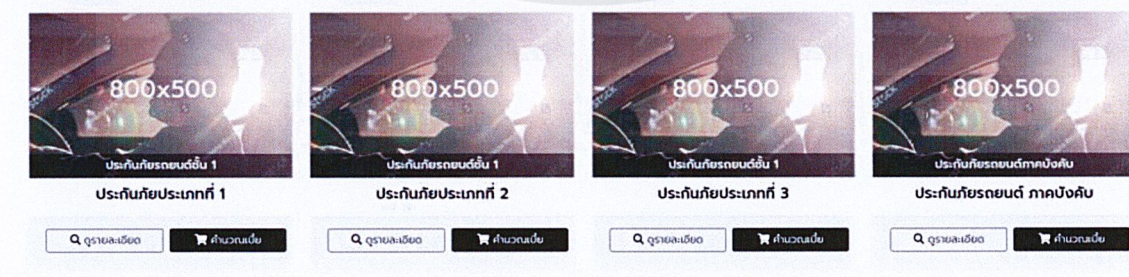 800x500 800x500 800x500 800x500
ประกันภัยรถยนต์ชั้น 1 ประกันภัยรถยนต์ชั้น 1 ประกันภัยรถยนต์ชั้น 1 ประกันภัยรถยนต์ภาคบังคับ
ประกันภัยประเภทที่ 1 ประกันภัยประเภทที่ 2 ประกันภัยประเภทที่ 3 ประกันภัยรถยนต์ ภาคบังคับ
ดูรายละเอียด คำนวณเบี้ย ดูรายละเอียด คำนวณเบี้ย ดูรายละเอียด คำนวณเบี้ย ดูรายละเอียด คำนวณเบี้ย